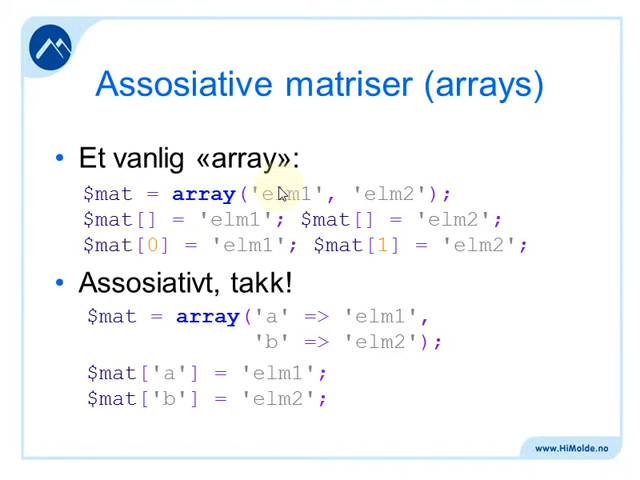 Assosiative matriser (arrays)
• Et vanlig «array»:
$mat = array('elm1', 'elm2');
$mat[] = 'elm1'; $mat[] = 'elm2';
$mat[0] = 'elm1'; $mat[1] = 'elm2';
• Assosiativt, takk!
$mat = array('a' => 'elm1',
'b' => 'elm2');
$mat['a'] = 'elm1';
$mat['b'] = 'elm2';
www.HiMolde.no